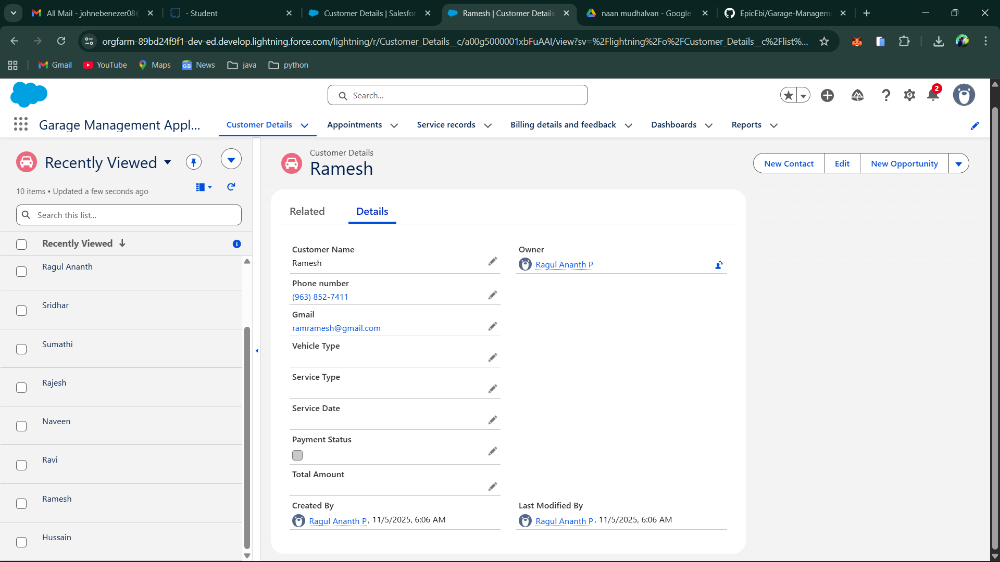 All Mail - johnebenezer08@
- Student
Customer Details | Salesfor
Ramesh | Customer Details
naan mudhalvan - Google
EpicEbi/Garage-Managem
orgfarm-89bd24f9f1-dev-ed.develop.lightning.force.com/lightning/r/Customer_Details__c/a00g5000001xbFuAAI/view?sv=%2Flightning%2Fo%2FCustomer_Details__c%2Flist%...
Gmail
YouTube
Maps
News
java
python
Search...
2
Garage Management Appl...
Customer Details
Appointments
Service records
Billing details and feedback
Dashboards
Reports
Recently Viewed
10 items • Updated a few seconds ago
Search this list...
Recently Viewed
Ragul Ananth
Sridhar
Sumathi
Rajesh
Naveen
Ravi
Ramesh
Hussain
Customer Details
Ramesh
New Contact
Edit
New Opportunity
Related
Details
Customer Name
Ramesh
Owner
Ragul Ananth P
Phone number
(963) 852-7411
Gmail
ramramesh@gmail.com
Vehicle Type
Service Type
Service Date
Payment Status
Total Amount
Created By
Ragul Ananth P, 11/5/2025, 6:06 AM
Last Modified By
Ragul Ananth P, 11/5/2025, 6:06 AM